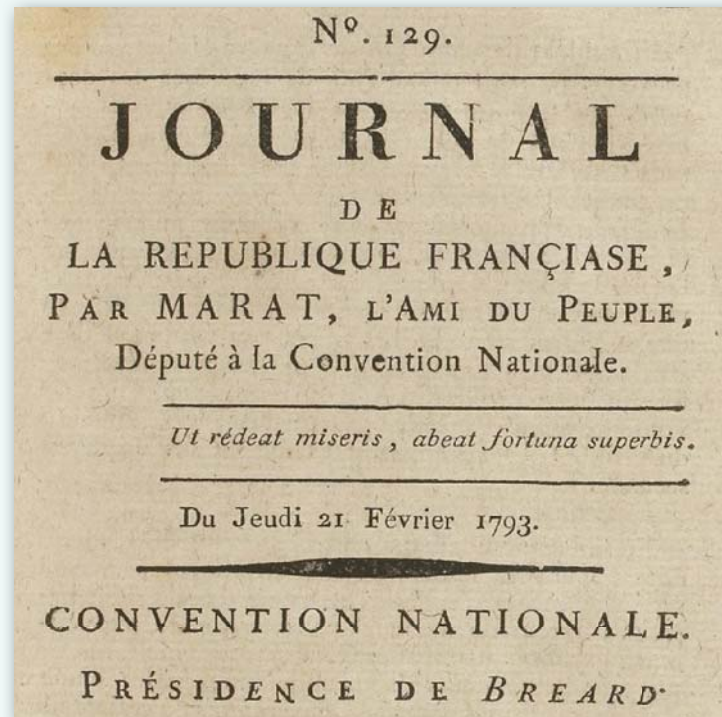 Nº. 129.
JOURNAL
DE
LA REPUBLIQUE FRANÇIASE,
PAR MARAT, L'AMI DU PEUPLE,
Député à la Convention Nationale.
Ut rédeat miseris, abeat fortuna superbis.
Du Jeudi 21 Février 1793.
CONVENTION NATIONALE.
PRÉSIDENCE DE BREARD.